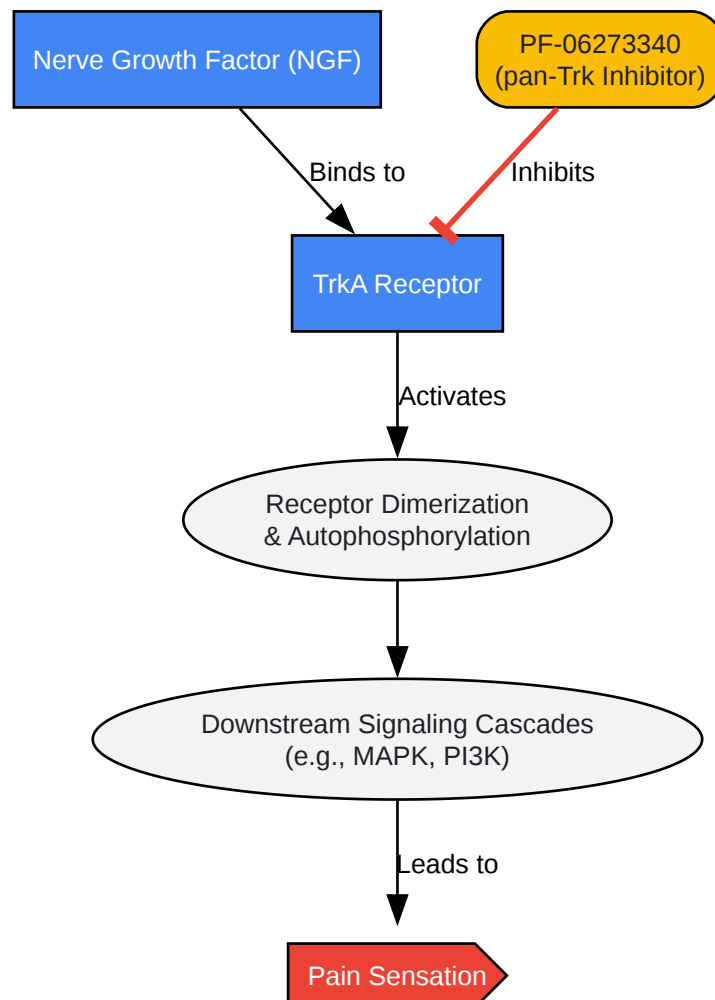 Nerve Growth Factor (NGF)
PF-06273340
(pan-Trk Inhibitor)
Binds to
Inhibits
TrkA Receptor
Activates
Receptor Dimerization
& Autophosphorylation
Downstream Signaling Cascades
(e.g., MAPK, PI3K)
Leads to
Pain Sensation